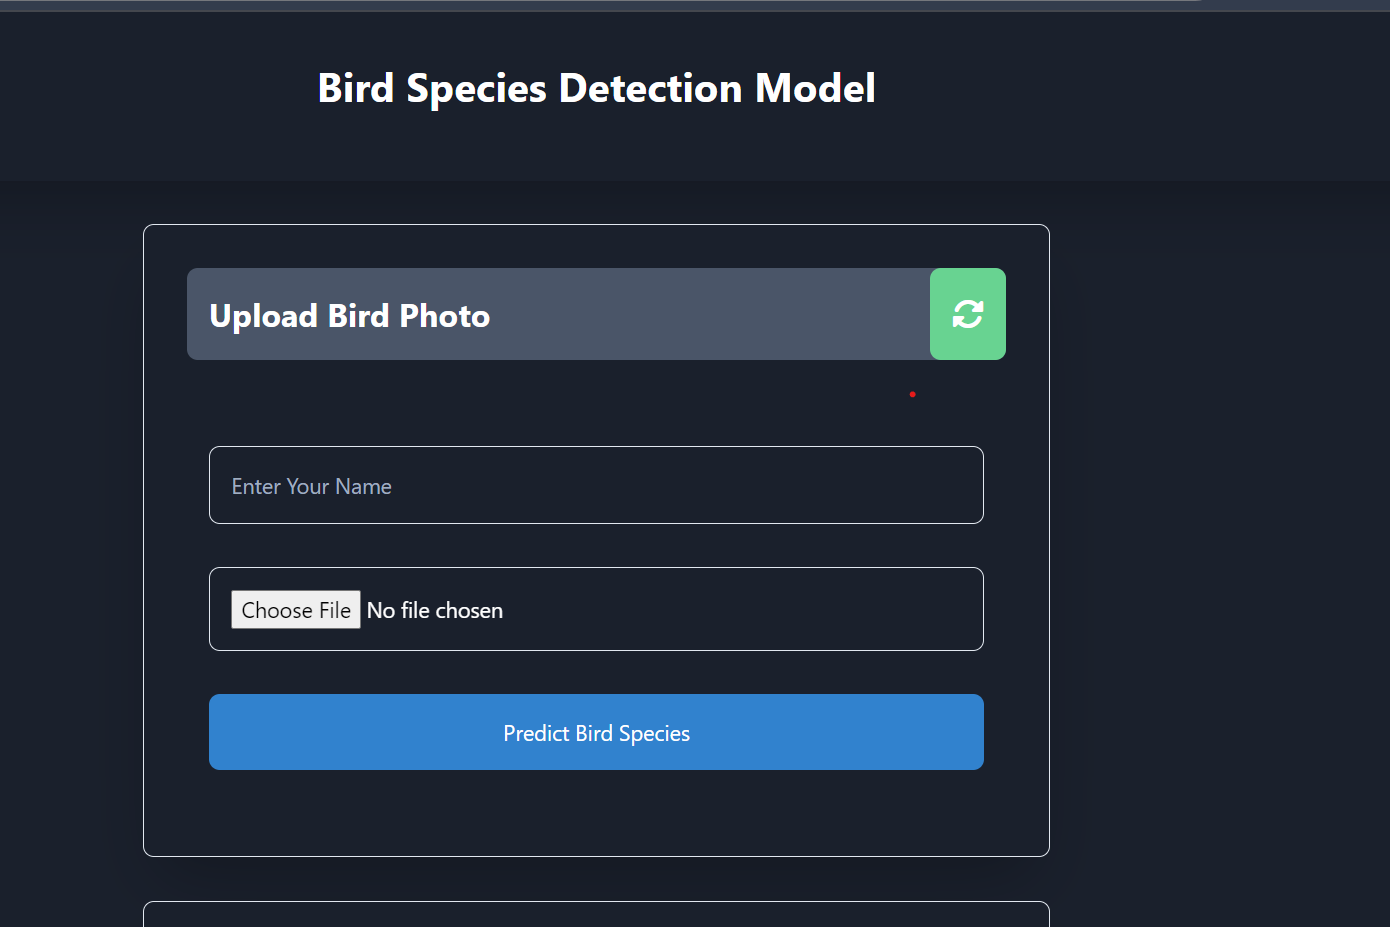 Bird Species Detection Model
Upload Bird Photo
Enter Your Name
Choose File No file chosen
Predict Bird Species